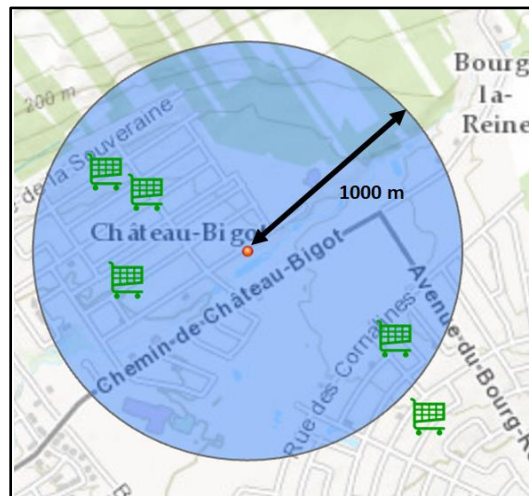 Bourg-
la-
Reine
200 m
de la Souveraine
1000 m
Château-Bigot
Chemin-de-Château-Bigot
Avenue-du-Bourg-
Rue des Cornalines